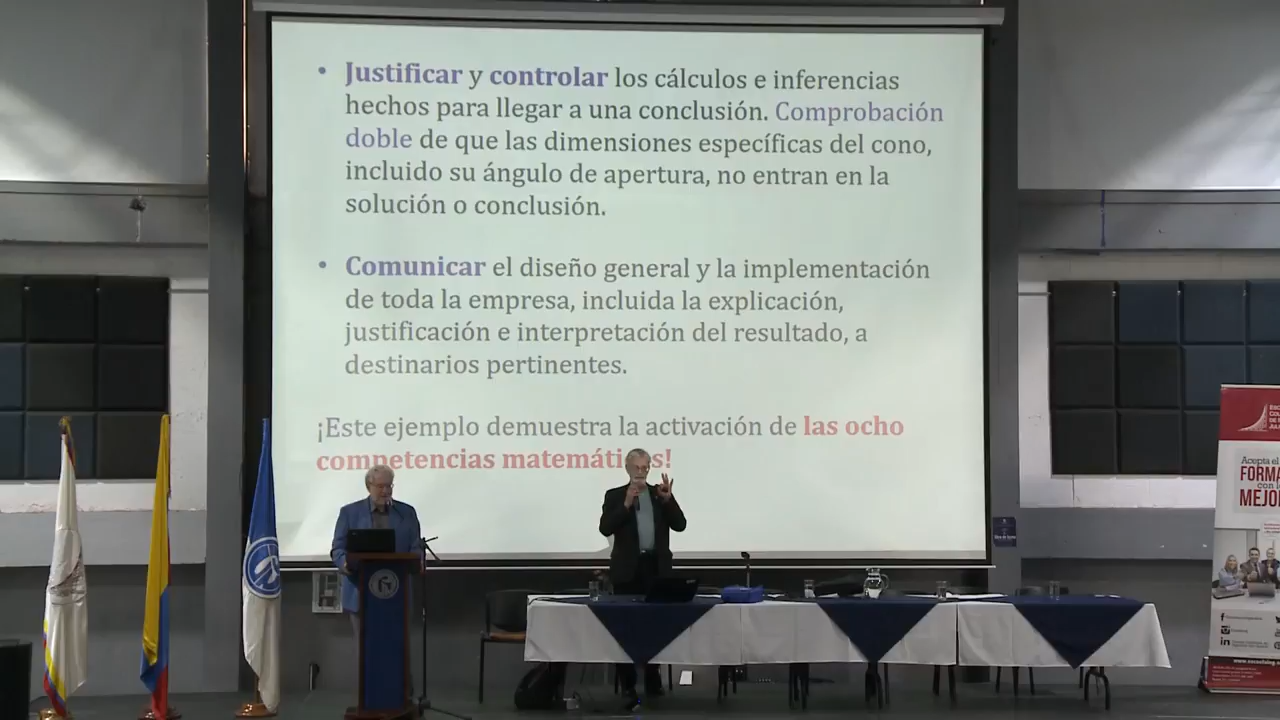 • Justificar y controlar los cálculos e inferencias
hechos para llegar a una conclusión. Comprobación
doble de que las dimensiones específicas del cono,
incluido su ángulo de apertura, no entran en la
solución o conclusión.
• Comunicar el diseño general y la implementación
de toda la empresa, incluida la explicación,
justificación e interpretación del resultado, a
destinarios pertinentes.
¡Este ejemplo demuestra la activación de las ocho
competencias matemáticas!
Acepta el
FORMA
con l
MEJO